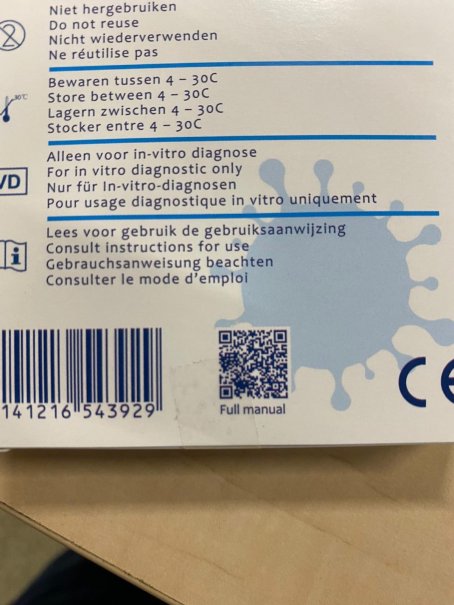 Niet hergebruiken
Do not reuse
Nicht wiederverwenden
Ne réutilise pas
Bewaren tussen 4 – 30C
Store between 4 – 30C
Lagern zwischen 4 – 30C
Stocker entre 4 – 30C
Alleen voor in-vitro diagnose
For in vitro diagnostic only
Nur für In-vitro-diagnosen
Pour usage diagnostique in vitro uniquement
Lees voor gebruik de gebruiksaanwijzing
Consult instructions for use
Gebrauchsanweisung beachten
Consulter le mode d'emploi
141216 543929
Full manual
CE